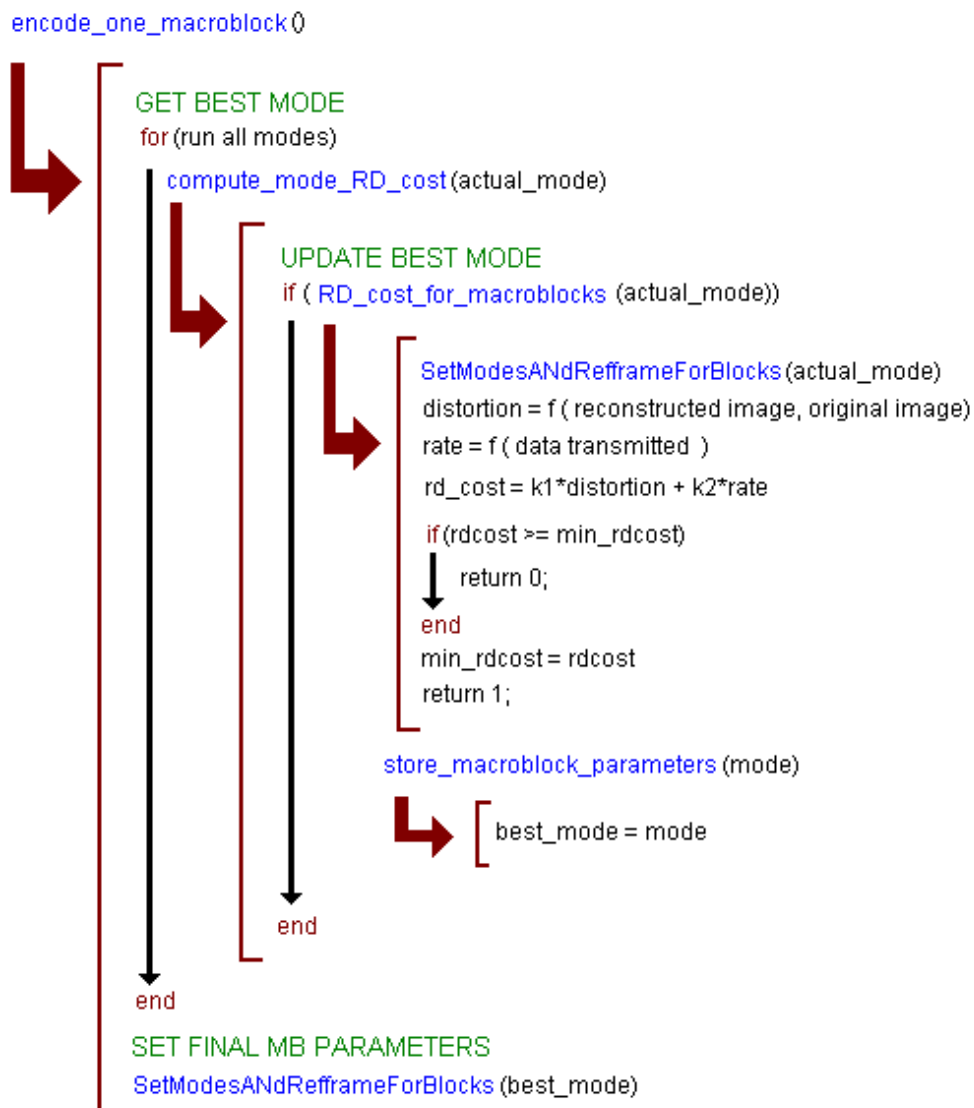 encode_one_macroblock()
GET BEST MODE
for (run all modes)
compute_mode_RD_cost (actual_mode)
UPDATE BEST MODE
if ( RD_cost_for_macroblocks (actual_mode))
SetModesANdRefframeForBlocks (actual_mode)
distortion = f ( reconstructed image, original image)
rate = f ( data transmitted )
rd_cost = k1*distortion + k2*rate
if (rdcost >= min_rdcost)
return 0;
end
min_rdcost = rdcost
return 1;
store_macroblock_parameters (mode)
best_mode = mode
end
end
SET FINAL MB PARAMETERS
SetModesANdRefframeForBlocks (best_mode)